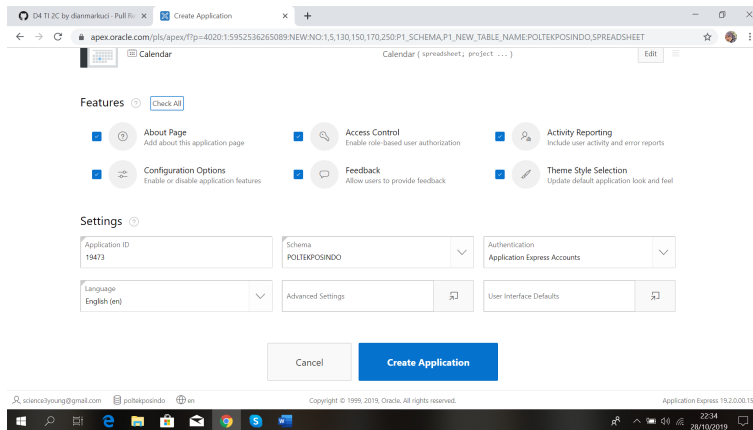 D4 TI 2C by dianmarkuci - Pull Re
Create Application
apex.oracle.com/pls/apex/f?p=4020:1:5952536265089:NEW:NO:1,5,130,150,170,250:P1_SCHEMA,P1_NEW_TABLE_NAME:POLTEKPOSINDO,SPREADSHEET
Calendar
Calendar ( spreadsheet; project ... )
Edit
Features
Check All
About Page
Add about this application page
Access Control
Enable role-based user authorization
Activity Reporting
Include user activity and error reports
Configuration Options
Enable or disable application features
Feedback
Allow users to provide feedback
Theme Style Selection
Update default application look and feel
Settings
Application ID
19473
Schema
POLTEKPOSINDO
Authentication
Application Express Accounts
Language
English (en)
Advanced Settings
User Interface Defaults
Cancel
Create Application
science3young@gmail.com
poltekposindo
en
Copyright © 1999, 2019, Oracle. All rights reserved.
Application Express 19.2.0.00.15
22:34
28/10/2019